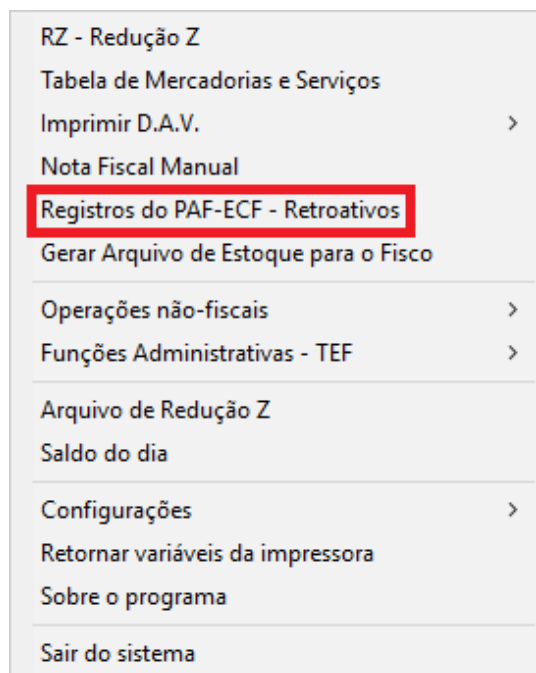 RZ - Redução Z
Tabela de Mercadorias e Serviços
Imprimir D.A.V.
Nota Fiscal Manual
Registros do PAF-ECF - Retroativos
Gerar Arquivo de Estoque para o Fisco
Operações não-fiscais
Funções Administrativas - TEF
Arquivo de Redução Z
Saldo do dia
Configurações
Retornar variáveis da impressora
Sobre o programa
Sair do sistema